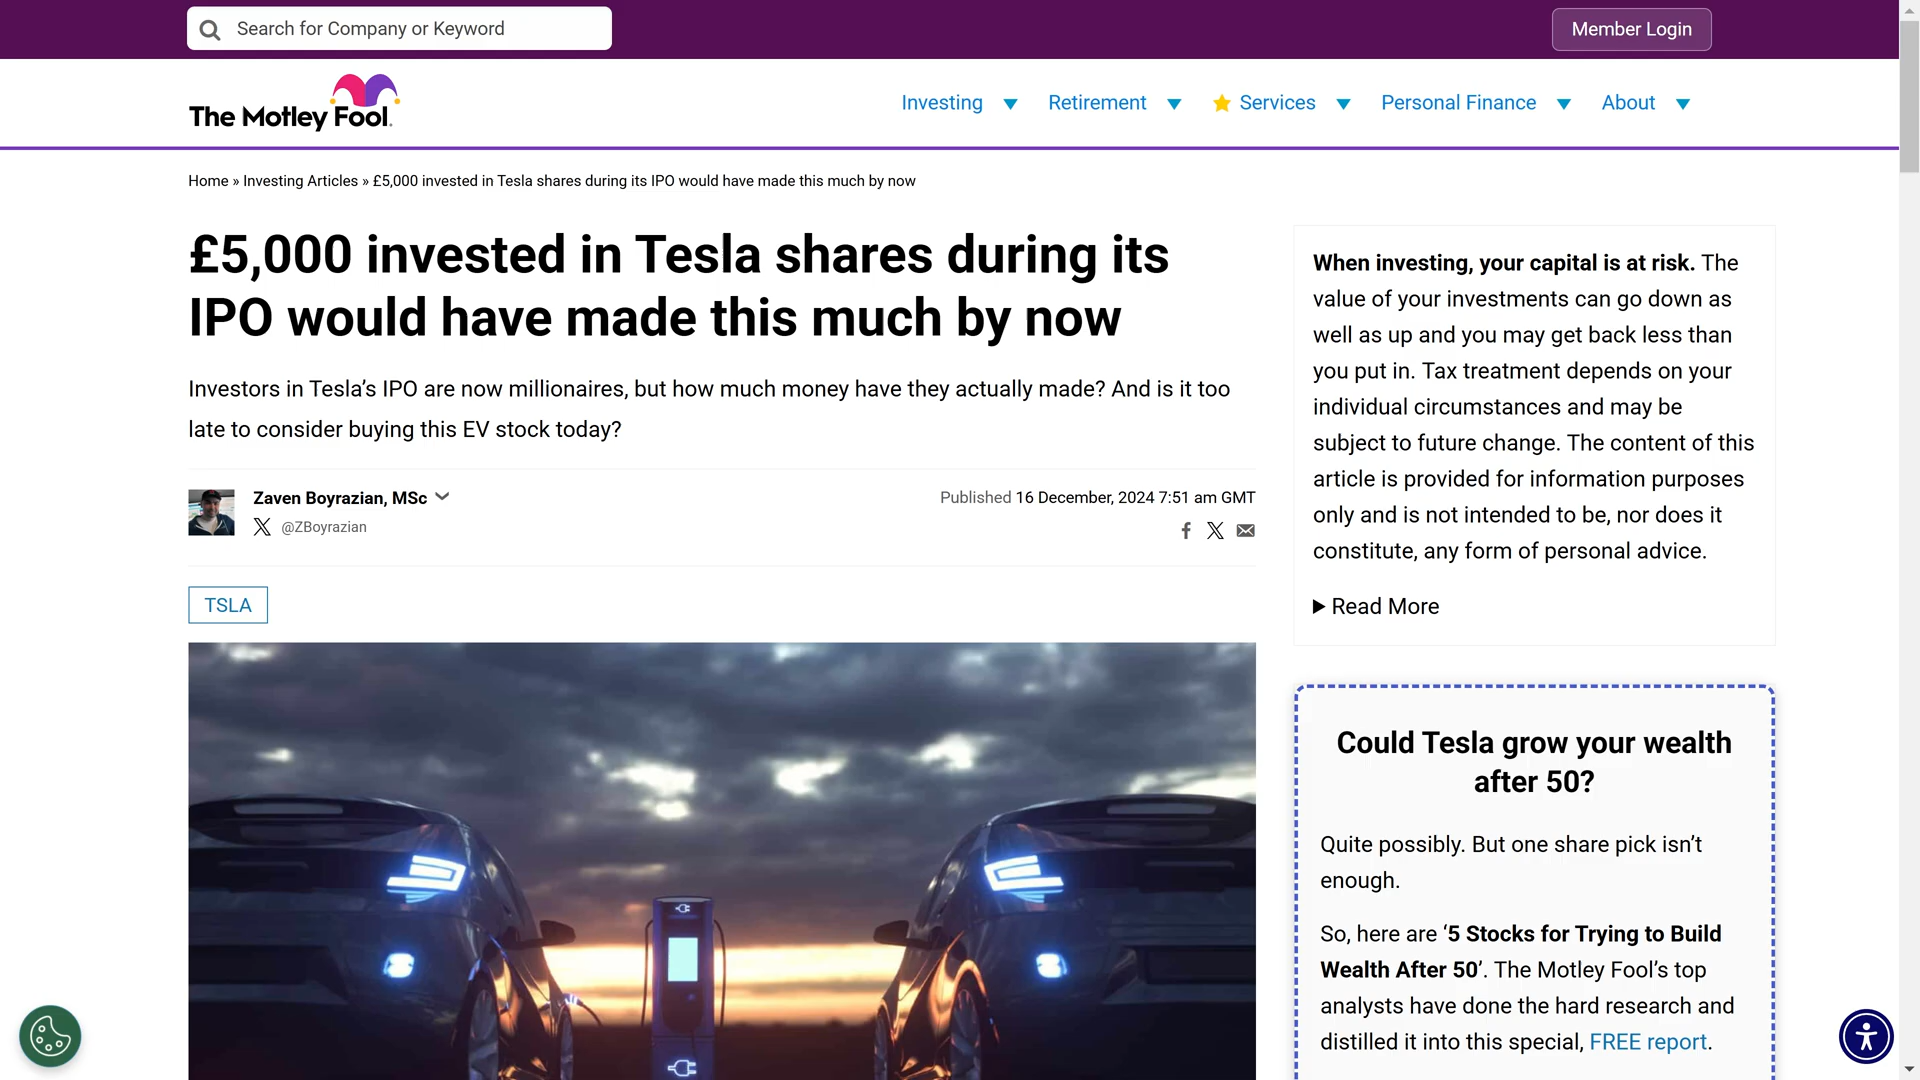 Search for Company or Keyword
Member Login
The Motley Fool.
Investing
Retirement
Services
Personal Finance
About
Home » Investing Articles » £5,000 invested in Tesla shares during its IPO would have made this much by now
£5,000 invested in Tesla shares during its
IPO would have made this much by now
Investors in Tesla’s IPO are now millionaires, but how much money have they actually made? And is it too
late to consider buying this EV stock today?
Zaven Boyrazian, MSc
@ZBoyrazian
Published 16 December, 2024 7:51 am GMT
TSLA
When investing, your capital is at risk. The
value of your investments can go down as
well as up and you may get back less than
you put in. Tax treatment depends on your
individual circumstances and may be
subject to future change. The content of this
article is provided for information purposes
only and is not intended to be, nor does it
constitute, any form of personal advice.
Read More
Could Tesla grow your wealth
after 50?
Quite possibly. But one share pick isn’t
enough.
So, here are ‘5 Stocks for Trying to Build
Wealth After 50’. The Motley Fool’s top
analysts have done the hard research and
distilled it into this special, FREE report.